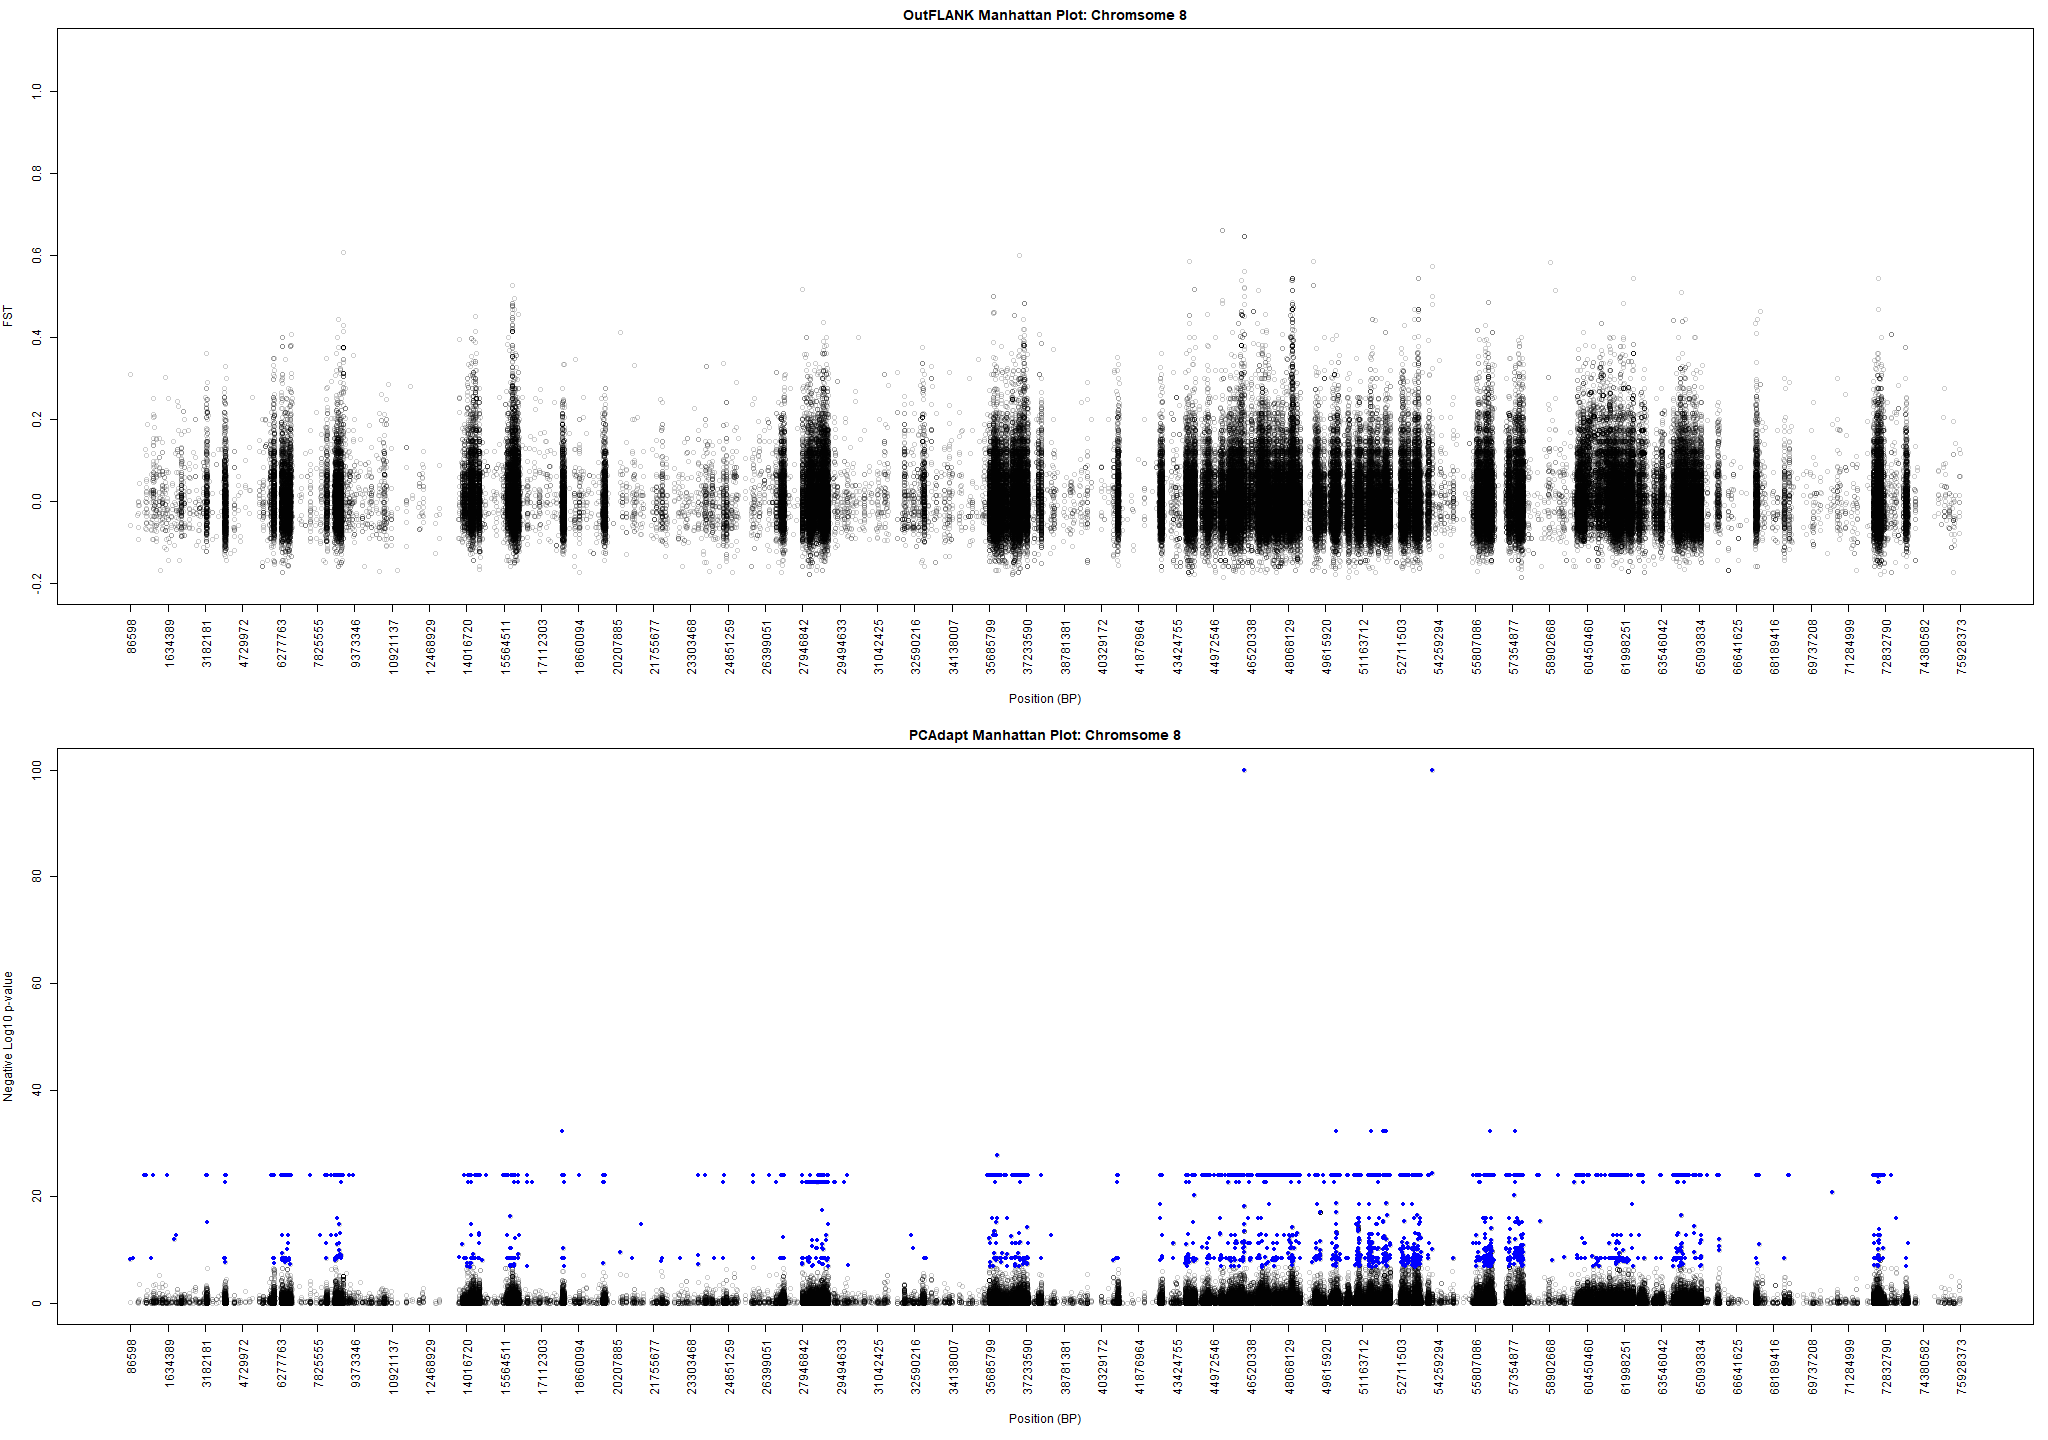 OutFLANK Manhattan Plot: Chromsome 8
FST
1.0
0.8
0.6
0.4
0.2
0.0
-0.2
86598 1634389 3182181 4729972 6277763 7825555 9373346 10921137 12468929 14016720 15564511 17112303 18660094 20207885 21755677 23303468 24851259 26399051 27946842 29494633 31042425 32590216 34138007 35685799 37233590 38781381 40329172 41876964 43424755 44972546 46520338 48068129 49615920 51163712 52711503 54259294 55807086 57354877 58902668 60450460 61998251 63546042 65093834 66641625 68189416 69737208 71284999 72832790 74380582 75928373
Position (BP)
PCAdapt Manhattan Plot: Chromsome 8
Negative Log10 p-value
100
80
60
40
20
0
86598 1634389 3182181 4729972 6277763 7825555 9373346 10921137 12468929 14016720 15564511 17112303 18660094 20207885 21755677 23303468 24851259 26399051 27946842 29494633 31042425 32590216 34138007 35685799 37233590 38781381 40329172 41876964 43424755 44972546 46520338 48068129 49615920 51163712 52711503 54259294 55807086 57354877 58902668 60450460 61998251 63546042 65093834 66641625 68189416 69737208 71284999 72832790 74380582 75928373
Position (BP)